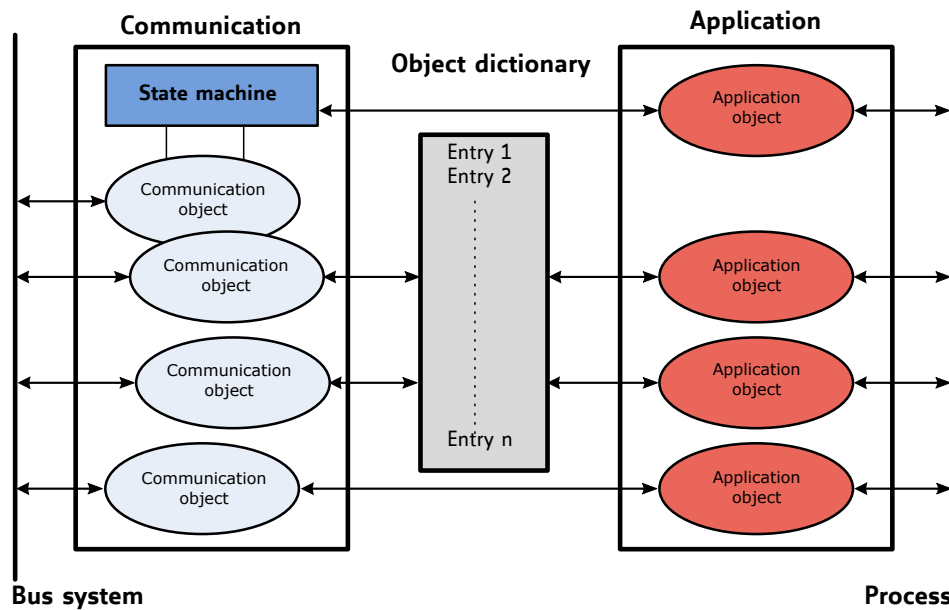 Communication
Application
Object dictionary
State machine
Application
object
Entry 1
Entry 2
Communication
object
Communication
object
Application
object
Communication
object
Application
object
Entry n
Communication
object
Application
object
Bus system
Process